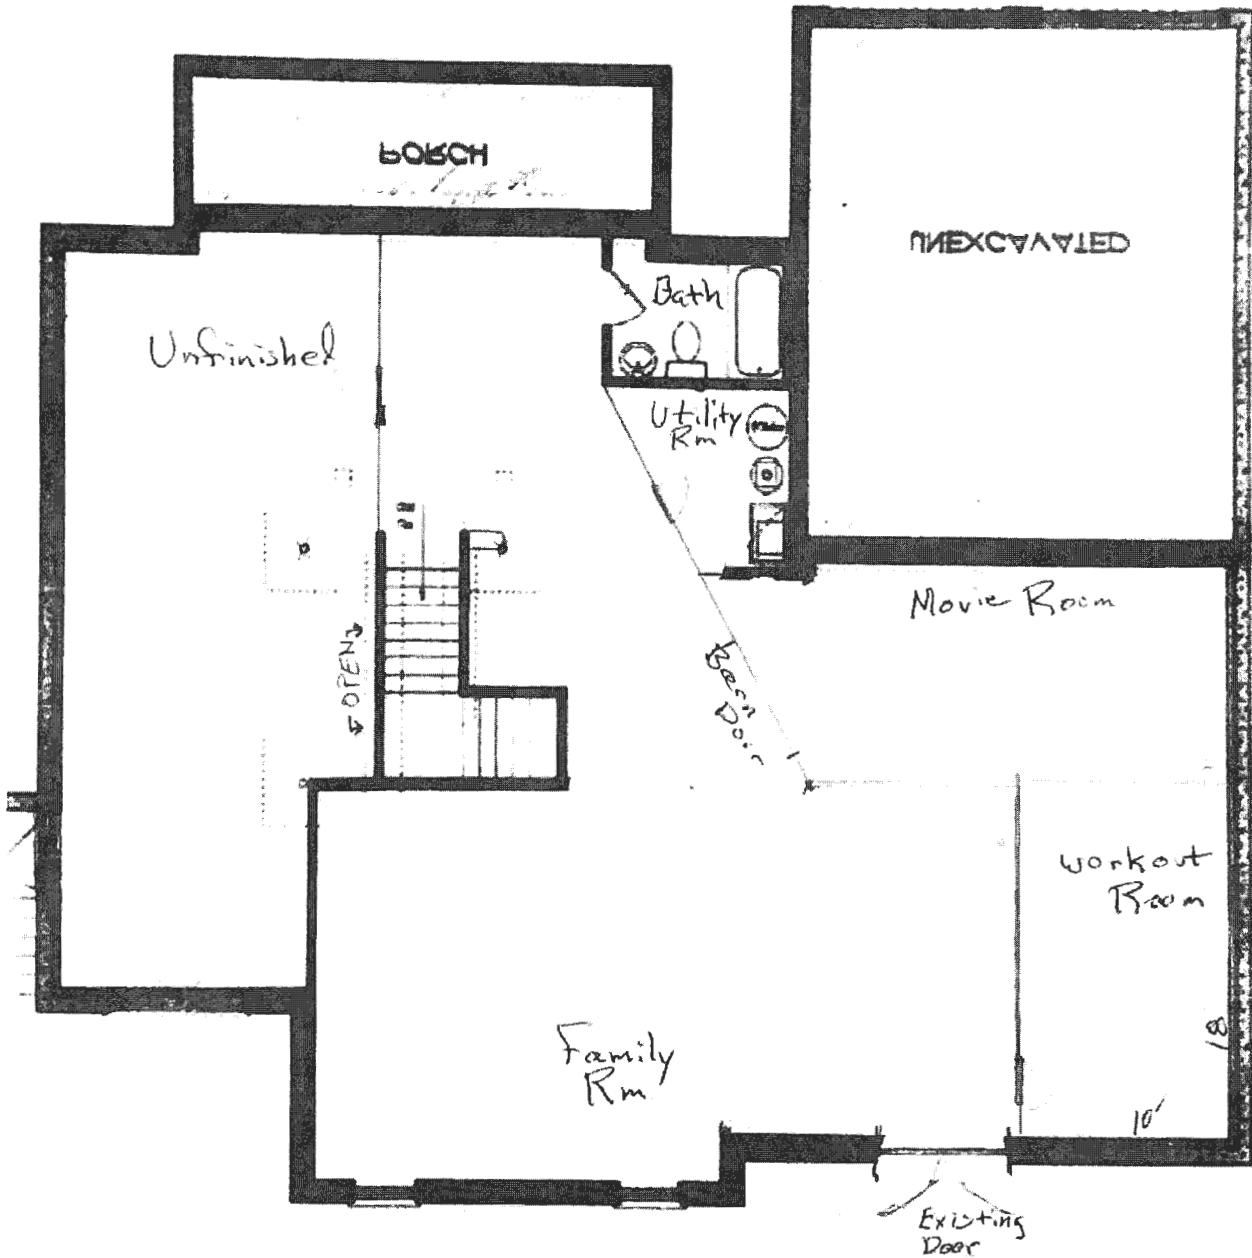 PORCH
UNEXCAVATED
Bath
Unfinished
Utility
Rm
Movie Room
OPEN
Barn
Door
Workout
Room
Family
Rm
18
10'
Existing
Door